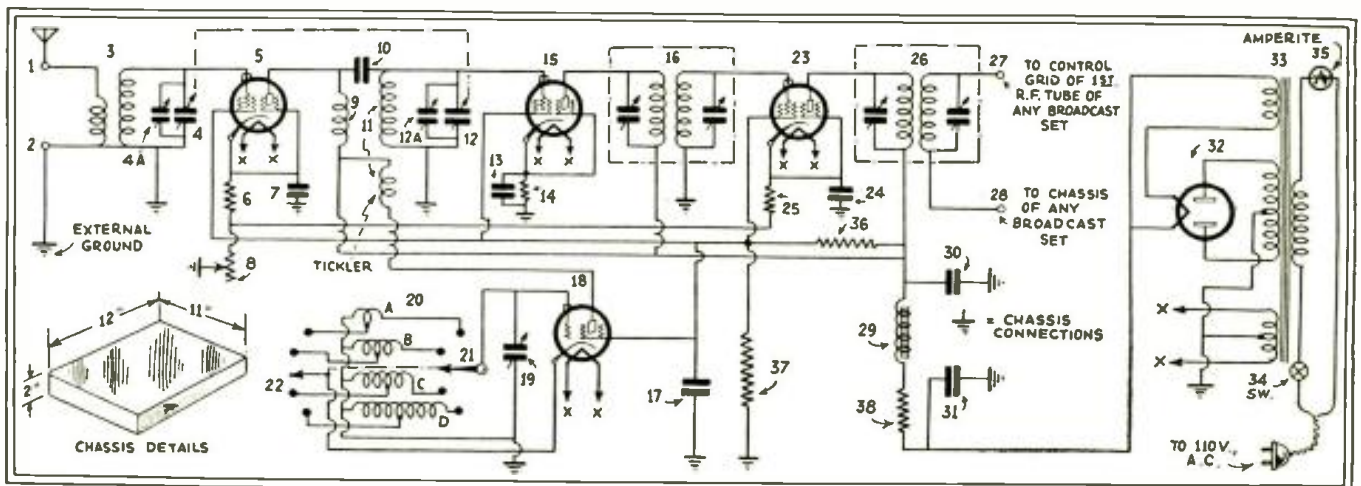 1
2
3
4A
4
5
6
7
8
9
10
11
12A
12
13
14
15
16
17
18
19
20
21
22
23
24
25
26
27
28
29
30
31
32
33
34
SW.
35
36
37
38
EXTERNAL
GROUND
TICKLER
A
B
C
D
X X
X X
X X
X X
X
X
TO CONTROL
GRID OF 1ST
R.F. TUBE OF
ANY BROADCAST
SET
TO CHASSIS
OF ANY
BROADCAST
SET
AMPERITE
= CHASSIS
CONNECTIONS
TO 110V.,
A.C.
12"
11"
2"
CHASSIS DETAILS